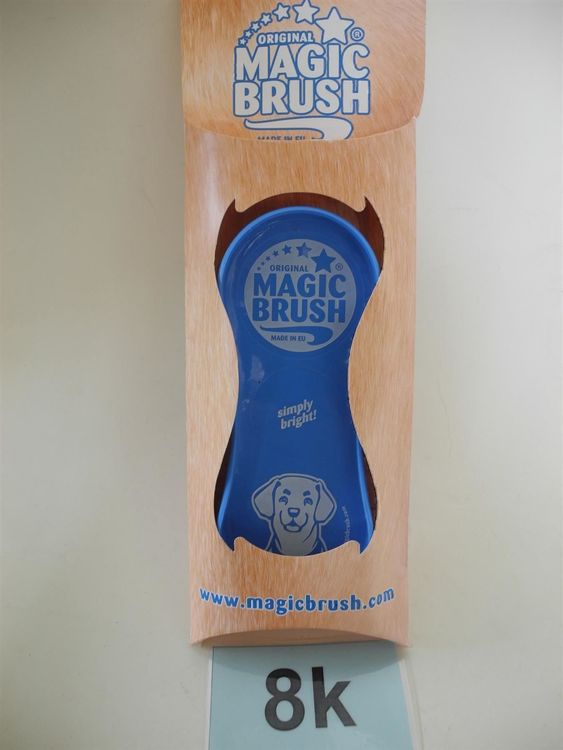 ORIGINAL
MAGIC®
BRUSH
MADE IN EU
ORIGINAL
MAGIC®
BRUSH
MADE IN EU
simply
bright!
www.magicbrush.com
8k